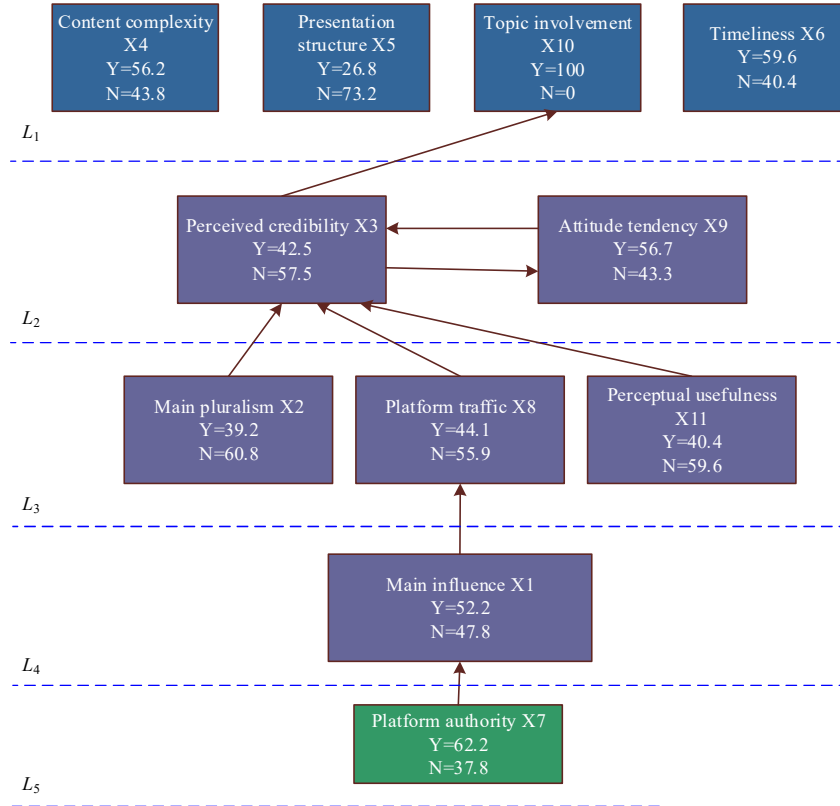 Content complexity
X4
Y=56.2
N=43.8
Presentation
structure X5
Y=26.8
N=73.2
Topic involvement
X10
Y=100
N=0
Timeliness X6
Y=59.6
N=40.4
L1
Perceived credibility X3
Y=42.5
N=57.5
Attitude tendency X9
Y=56.7
N=43.3
L2
Main pluralism X2
Y=39.2
N=60.8
Platform traffic X8
Y=44.1
N=55.9
Perceptual usefulness
X11
Y=40.4
N=59.6
L3
Main influence X1
Y=52.2
N=47.8
L4
Platform authority X7
Y=62.2
N=37.8
L5